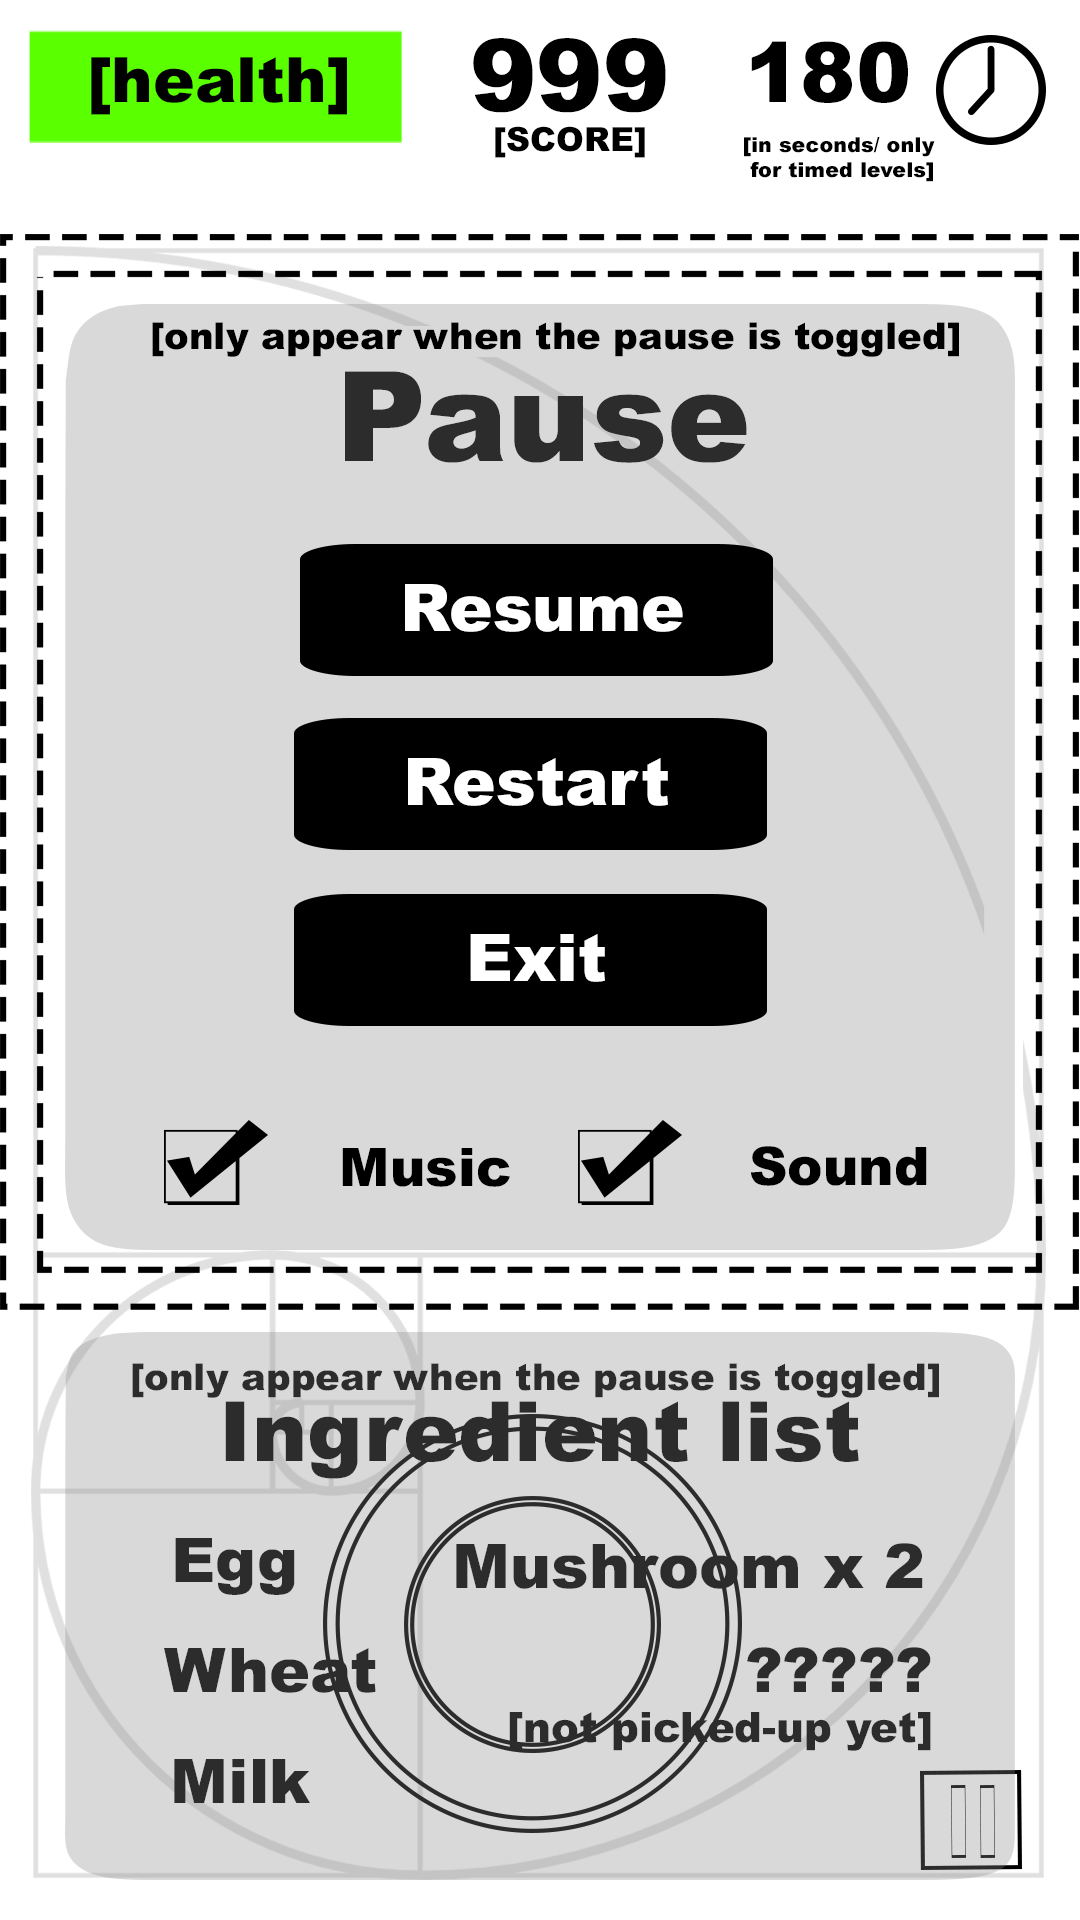 [health]
999
[SCORE]
180
[in seconds/ only
for timed levels]
[only appear when the pause is toggled]
Pause
Resume
Restart
Exit
Music
Sound
[only appear when the pause is toggled]
Ingredient list
Egg
Mushroom x 2
Wheat
?????
[not picked-up yet]
Milk